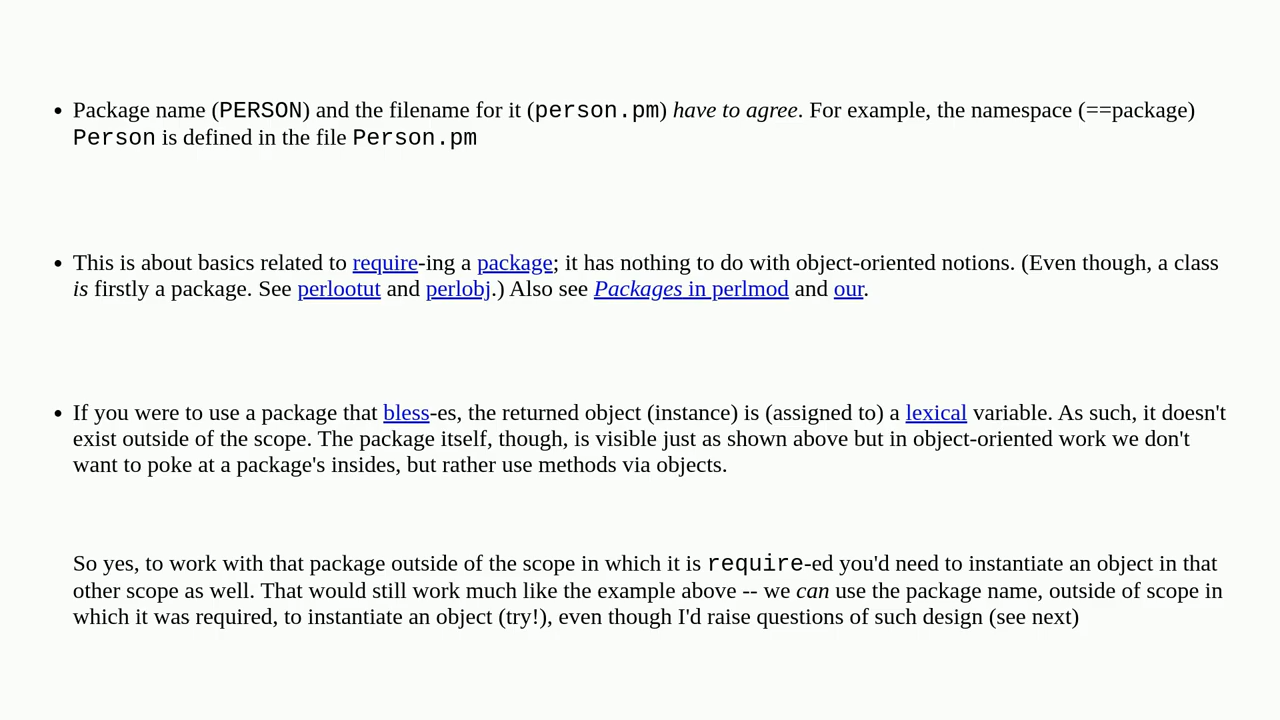 • Package name (PERSON) and the filename for it (person.pm) have to agree. For example, the namespace (==package)
Person is defined in the file Person.pm
• This is about basics related to require-ing a package; it has nothing to do with object-oriented notions. (Even though, a class
is firstly a package. See perlootut and perlobj.) Also see Packages in perlmod and our.
• If you were to use a package that bless-es, the returned object (instance) is (assigned to) a lexical variable. As such, it doesn't
exist outside of the scope. The package itself, though, is visible just as shown above but in object-oriented work we don't
want to poke at a package's insides, but rather use methods via objects.
So yes, to work with that package outside of the scope in which it is require-ed you'd need to instantiate an object in that
other scope as well. That would still work much like the example above -- we can use the package name, outside of scope in
which it was required, to instantiate an object (try!), even though I'd raise questions of such design (see next)